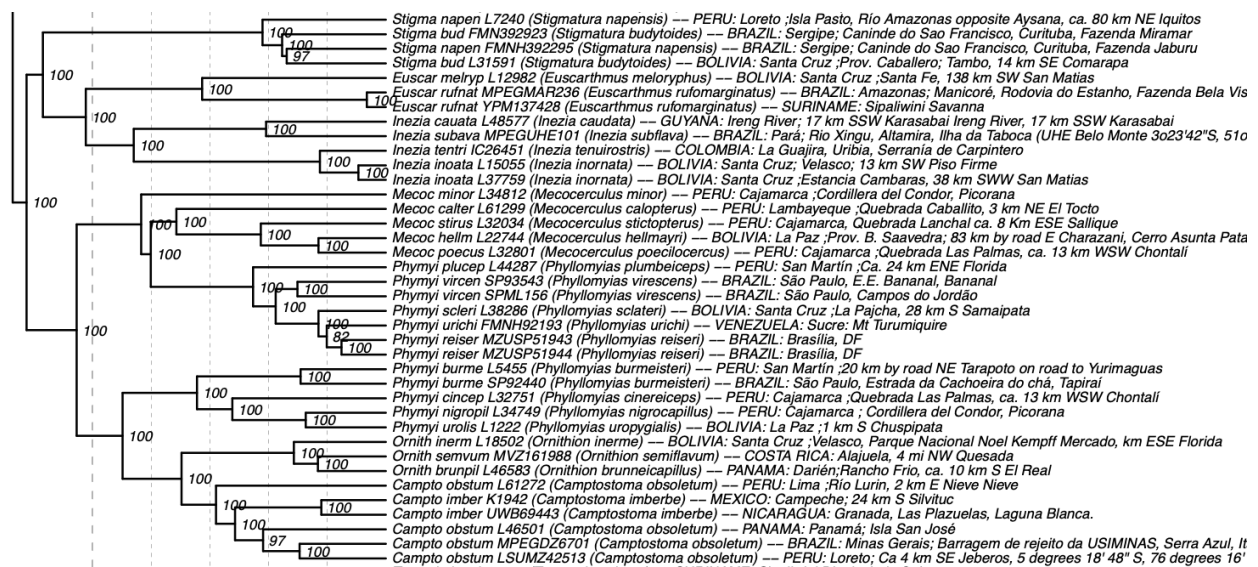 Stigma napen L7240 (Stigmatura napensis) −− PERU: Loreto ;Isla Pasto, Río Amazonas opposite Aysana, ca. 80 km NE Iquitos
Stigma bud FMN392923 (Stigmatura budytoides) −− BRAZIL: Sergipe; Caninde do Sao Francisco, Curituba, Fazenda Miramar
100
Stigma napen FMNH392295 (Stigmatura napensis) −− BRAZIL: Sergipe; Caninde do Sao Francisco, Curituba, Fazenda Jaburu
100
97
Stigma bud L31591 (Stigmatura budytoides) −− BOLIVIA: Santa Cruz ;Prov. Caballero; Tambo, 14 km SE Comarapa
100
Euscar melryp L12982 (Euscarthmus meloryphus) −− BOLIVIA: Santa Cruz ;Santa Fe, 138 km SW San Matias
100
Euscar rufnat MPEGMAR236 (Euscarthmus rufomarginatus) −− BRAZIL: Amazonas; Manicoré, Rodovia do Estanho, Fazenda Bela Vis
100
Euscar rufnat YPM137428 (Euscarthmus rufomarginatus) −− SURINAME: Sipaliwini Savanna
100
Inezia cauata L48577 (Inezia caudata) −− GUYANA: Ireng River; 17 km SSW Karasabai Ireng River, 17 km SSW Karasabai
100
Inezia subava MPEGUHE101 (Inezia subflava) −− BRAZIL: Pará; Rio Xingu, Altamira, Ilha da Taboca (UHE Belo Monte 3o23'42"S, 51o
100
Inezia tentri IC26451 (Inezia tenuirostris) −− COLOMBIA: La Guajira, Uribia, Serranía de Carpintero
Inezia inoata L15055 (Inezia inornata) −− BOLIVIA: Santa Cruz; Velasco; 13 km SW Piso Firme
100
100
Inezia inoata L37759 (Inezia inornata) −− BOLIVIA: Santa Cruz ;Estancia Cambaras, 38 km SWW San Matias
Mecoc minor L34812 (Mecocerculus minor) −− PERU: Cajamarca ;Cordillera del Condor, Picorana
100
Mecoc calter L61299 (Mecocerculus calopterus) −− PERU: Lambayeque ;Quebrada Caballito, 3 km NE El Tocto
100
100
Mecoc stirus L32034 (Mecocerculus stictopterus) −− PERU: Cajamarca, Quebrada Lanchal ca. 8 Km ESE Sallique
100
Mecoc hellm L22744 (Mecocerculus hellmayri) −− BOLIVIA: La Paz ;Prov. B. Saavedra; 83 km by road E Charazani, Cerro Asunta Pata
100
Mecoc poecus L32801 (Mecocerculus poecilocercus) −− PERU: Cajamarca ;Quebrada Las Palmas, ca. 13 km WSW Chontalí
100
Phymyi plucep L44287 (Phyllomyias plumbeiceps) −− PERU: San Martín ;Ca. 24 km ENE Florida
Phymyi vircen SP93543 (Phyllomyias virescens) −− BRAZIL: São Paulo, E.E. Bananal, Bananal
100
100
Phymyi vircen SPML156 (Phyllomyias virescens) −− BRAZIL: São Paulo, Campos do Jordão
100
Phymyi scleri L38286 (Phyllomyias sclateri) −− BOLIVIA: Santa Cruz ;La Pajcha, 28 km S Samaipata
Phymyi urichi FMNH92193 (Phyllomyias urichi) −− VENEZUELA: Sucre: Mt Turumiquire
100
100
82
Phymyi reiser MZUSP51943 (Phyllomyias reiseri) −− BRAZIL: Brasília, DF
100
Phymyi reiser MZUSP51944 (Phyllomyias reiseri) −− BRAZIL: Brasília, DF
Phymyi burme L5455 (Phyllomyias burmeisteri) −− PERU: San Martín ;20 km by road NE Tarapoto on road to Yurimaguas
100
Phymyi burme SP92440 (Phyllomyias burmeisteri) −− BRAZIL: São Paulo, Estrada da Cachoeira do chá, Tapiraí
100
Phymyi cincep L32751 (Phyllomyias cinereiceps) −− PERU: Cajamarca ;Quebrada Las Palmas, ca. 13 km WSW Chontalí
100
Phymyi nigropil L34749 (Phyllomyias nigrocapillus) −− PERU: Cajamarca ; Cordillera del Condor, Picorana
100
Phymyi urolis L1222 (Phyllomyias uropygialis) −− BOLIVIA: La Paz ;1 km S Chuspipata
100
Ornith inerm L18502 (Ornithion inerme) −− BOLIVIA: Santa Cruz ;Velasco, Parque Nacional Noel Kempff Mercado, km ESE Florida
100
Ornith semvum MVZ161988 (Ornithion semiflavum) −− COSTA RICA: Alajuela, 4 mi NW Quesada
100
Ornith brunpil L46583 (Ornithion brunneicapillus) −− PANAMA: Darién;Rancho Frio, ca. 10 km S El Real
100
Campto obstum L61272 (Camptostoma obsoletum) −− PERU: Lima ;Río Lurin, 2 km E Nieve Nieve
Campto imber K1942 (Camptostoma imberbe) −− MEXICO: Campeche; 24 km S Silvituc
100
100
Campto imber UWB69443 (Camptostoma imberbe) −− NICARAGUA: Granada, Las Plazuelas, Laguna Blanca.
100
Campto obstum L46501 (Camptostoma obsoletum) −− PANAMA: Panamá; Isla San José
97
Campto obstum MPEGDZ6701 (Camptostoma obsoletum) −− BRAZIL: Minas Gerais; Barragem de rejeito da USIMINAS, Serra Azul, It
100
Campto obstum LSUMZ42513 (Camptostoma obsoletum) −− PERU: Loreto; Ca 4 km SE Jeberos, 5 degrees 18' 48" S, 76 degrees 16'